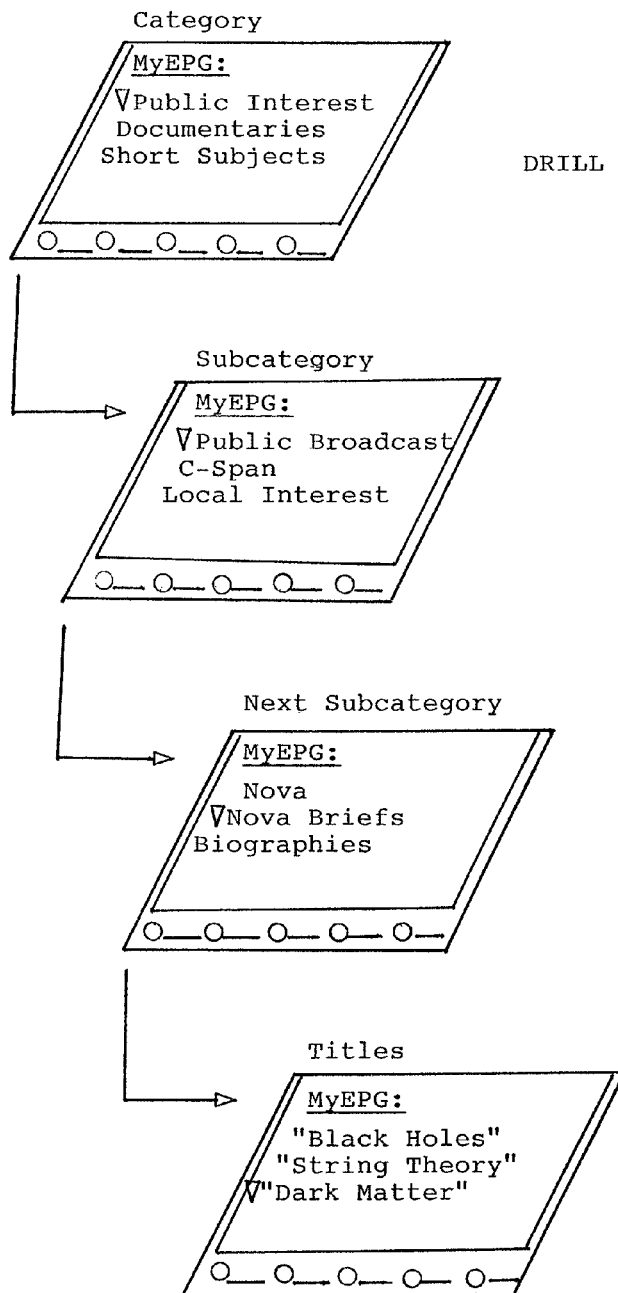 Category
MyEPG:
Public Interest
Documentaries
Short Subjects
DRILL
Subcategory
MyEPG:
Public Broadcast
C-Span
Local Interest
Next Subcategory
MyEPG:
Nova
Nova Briefs
Biographies
Titles
MyEPG:
"Black Holes"
"String Theory"
"Dark Matter"